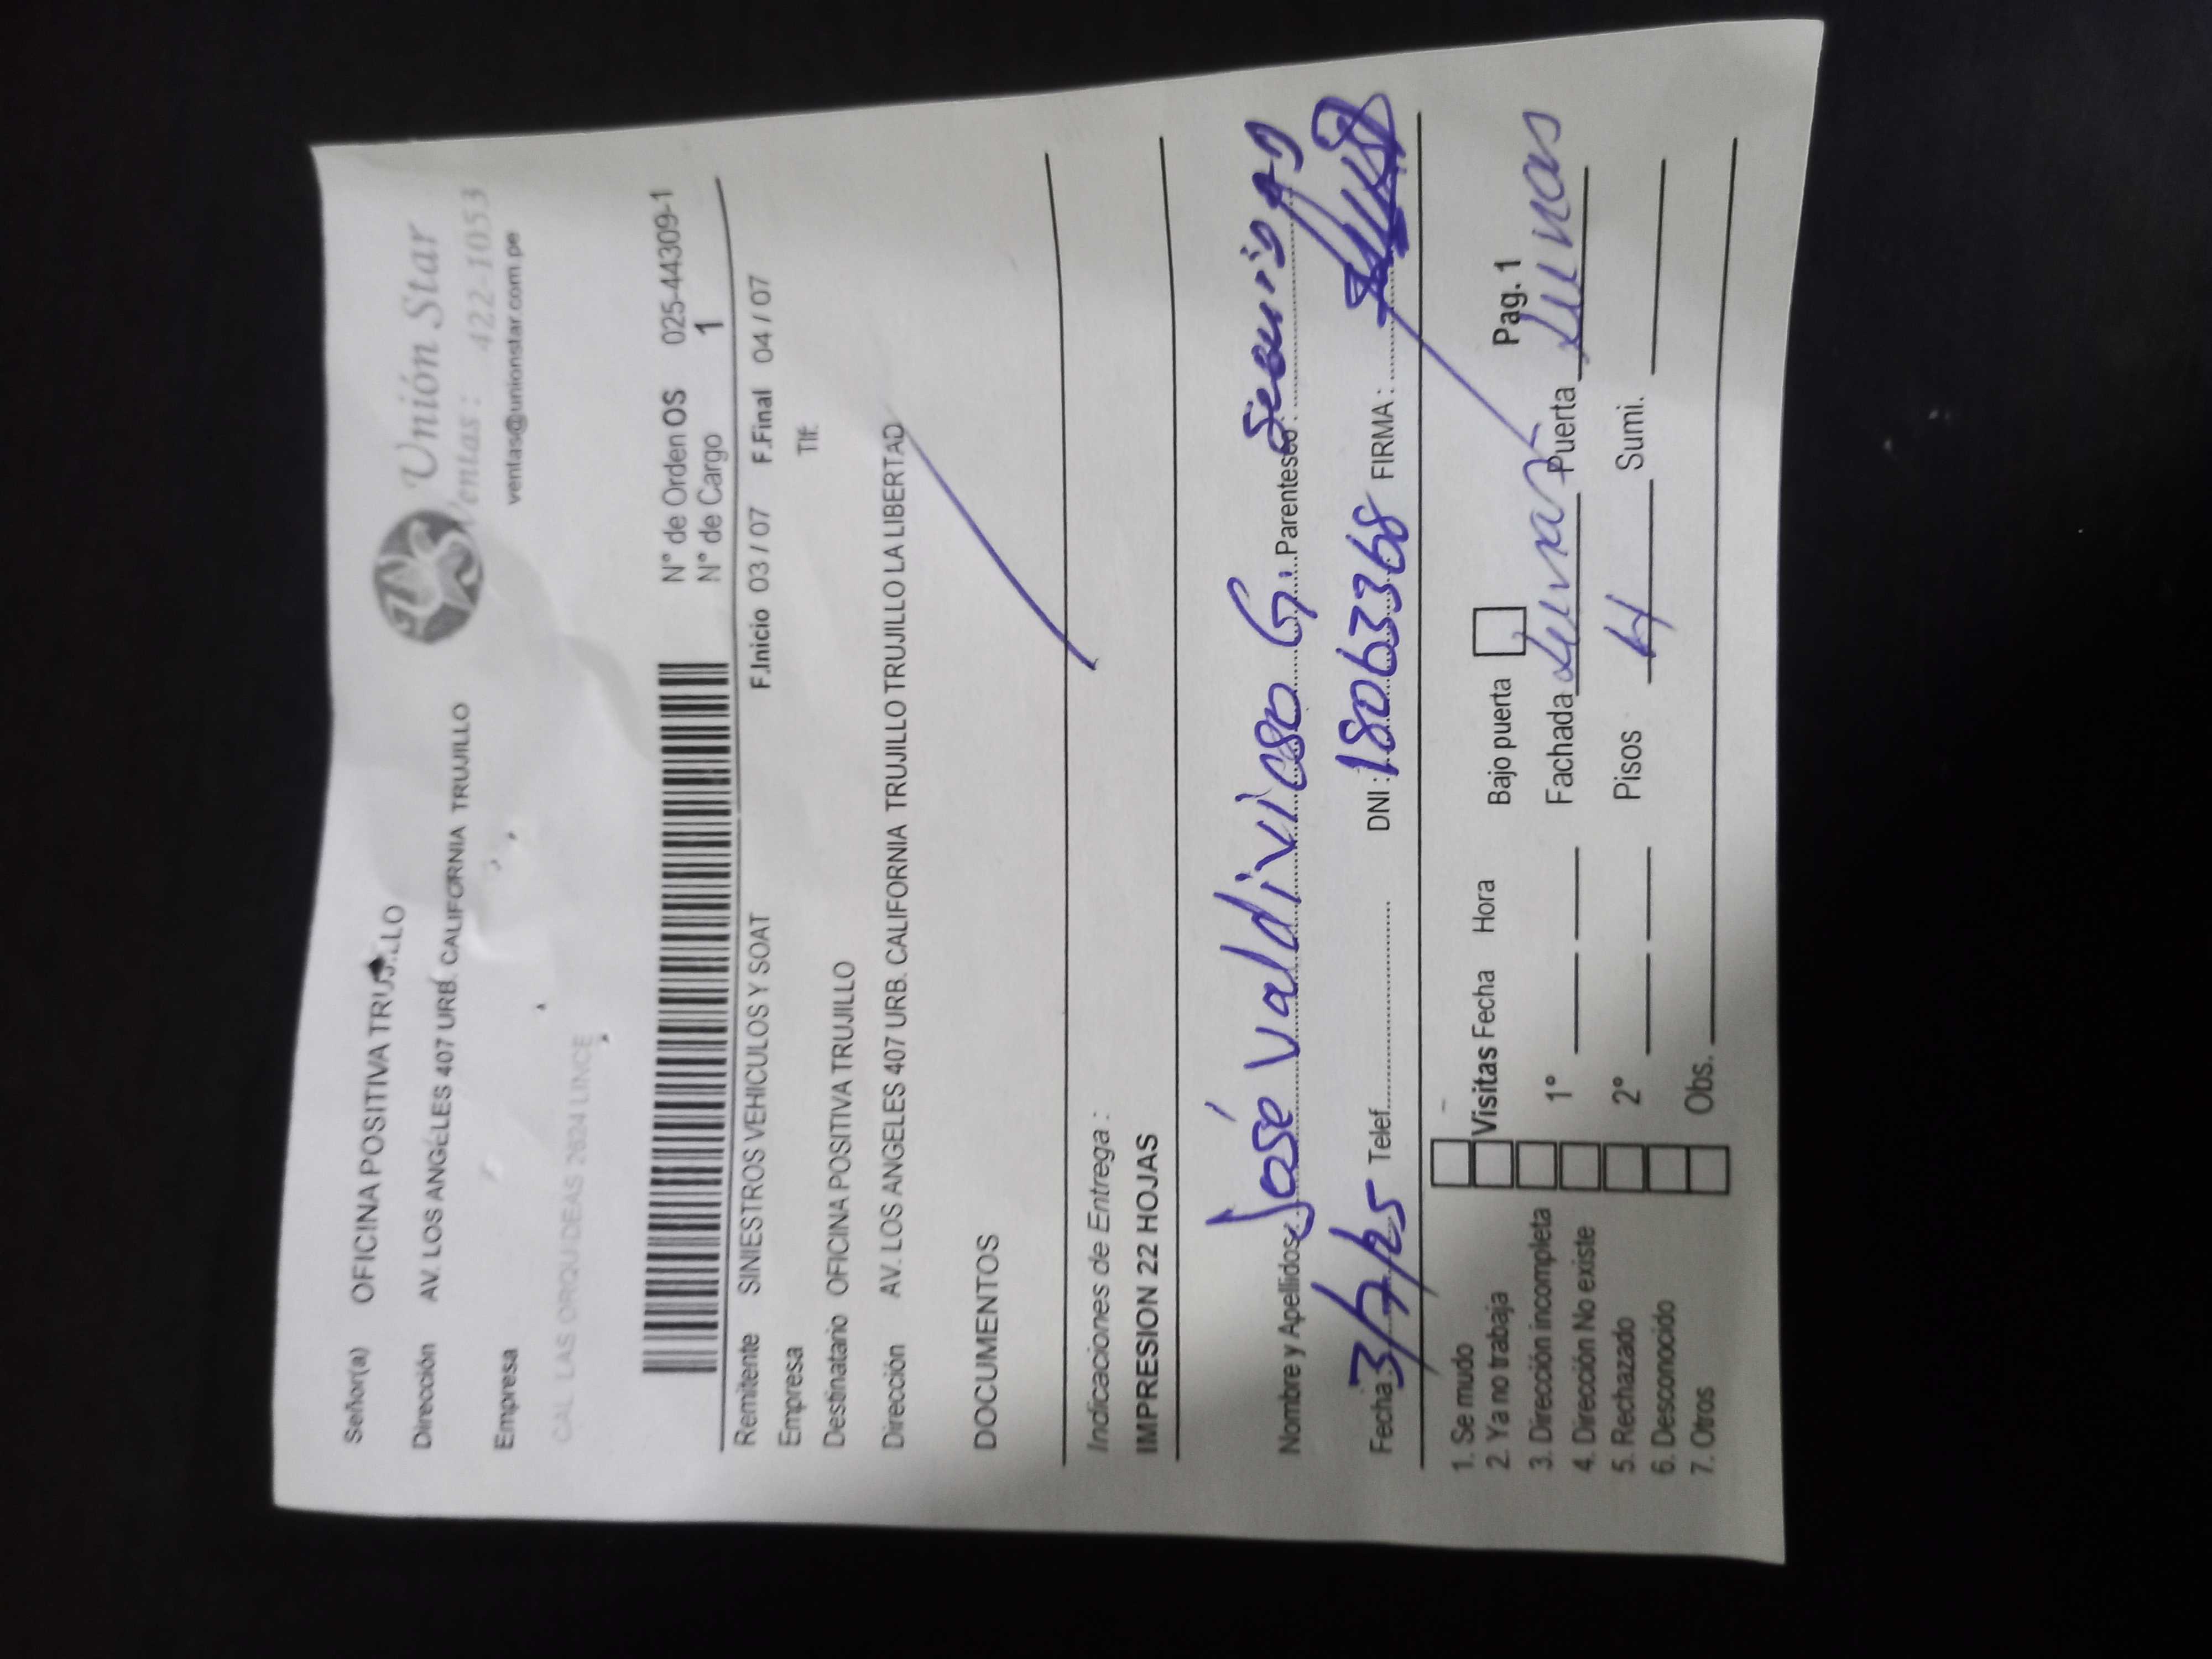 Señor(a) OFICINA POSITIVA TRUJILLO
Unión Star
Ventas : 422-1053
ventas@unionstar.com.pe
Dirección AV. LOS ANGELES 407 URB. CALIFORNIA TRUJILLO
Empresa
CAL LAS ORQUIDEAS 2624 LINCE
N° de Orden OS 025-44309-1
N° de Cargo 1
Remitente SINIESTROS VEHICULOS Y SOAT F.Inicio 03 / 07 F.Final 04 / 07
Empresa Tlf.
Destinatario OFICINA POSITIVA TRUJILLO
Dirección AV. LOS ANGELES 407 URB. CALIFORNIA TRUJILLO TRUJILLO TRUJILLO LA LIBERTAD
DOCUMENTOS
Indicaciones de Entrega :
IMPRESION 22 HOJAS
Nombre y Apellidos José Valdivieso G. Parentesco:
Fecha 3/7/25 Telef. DNI : 18063368 FIRMA :
1. Se mudo
2. Ya no trabaja Visitas Fecha Hora Bajo puerta Pag. 1
3. Dirección incompleta 1° Fachada Puerta Lunas
4. Dirección No existe
5. Rechazado 2° Pisos 4 Sumi.
6. Desconocido
7. Otros Obs.